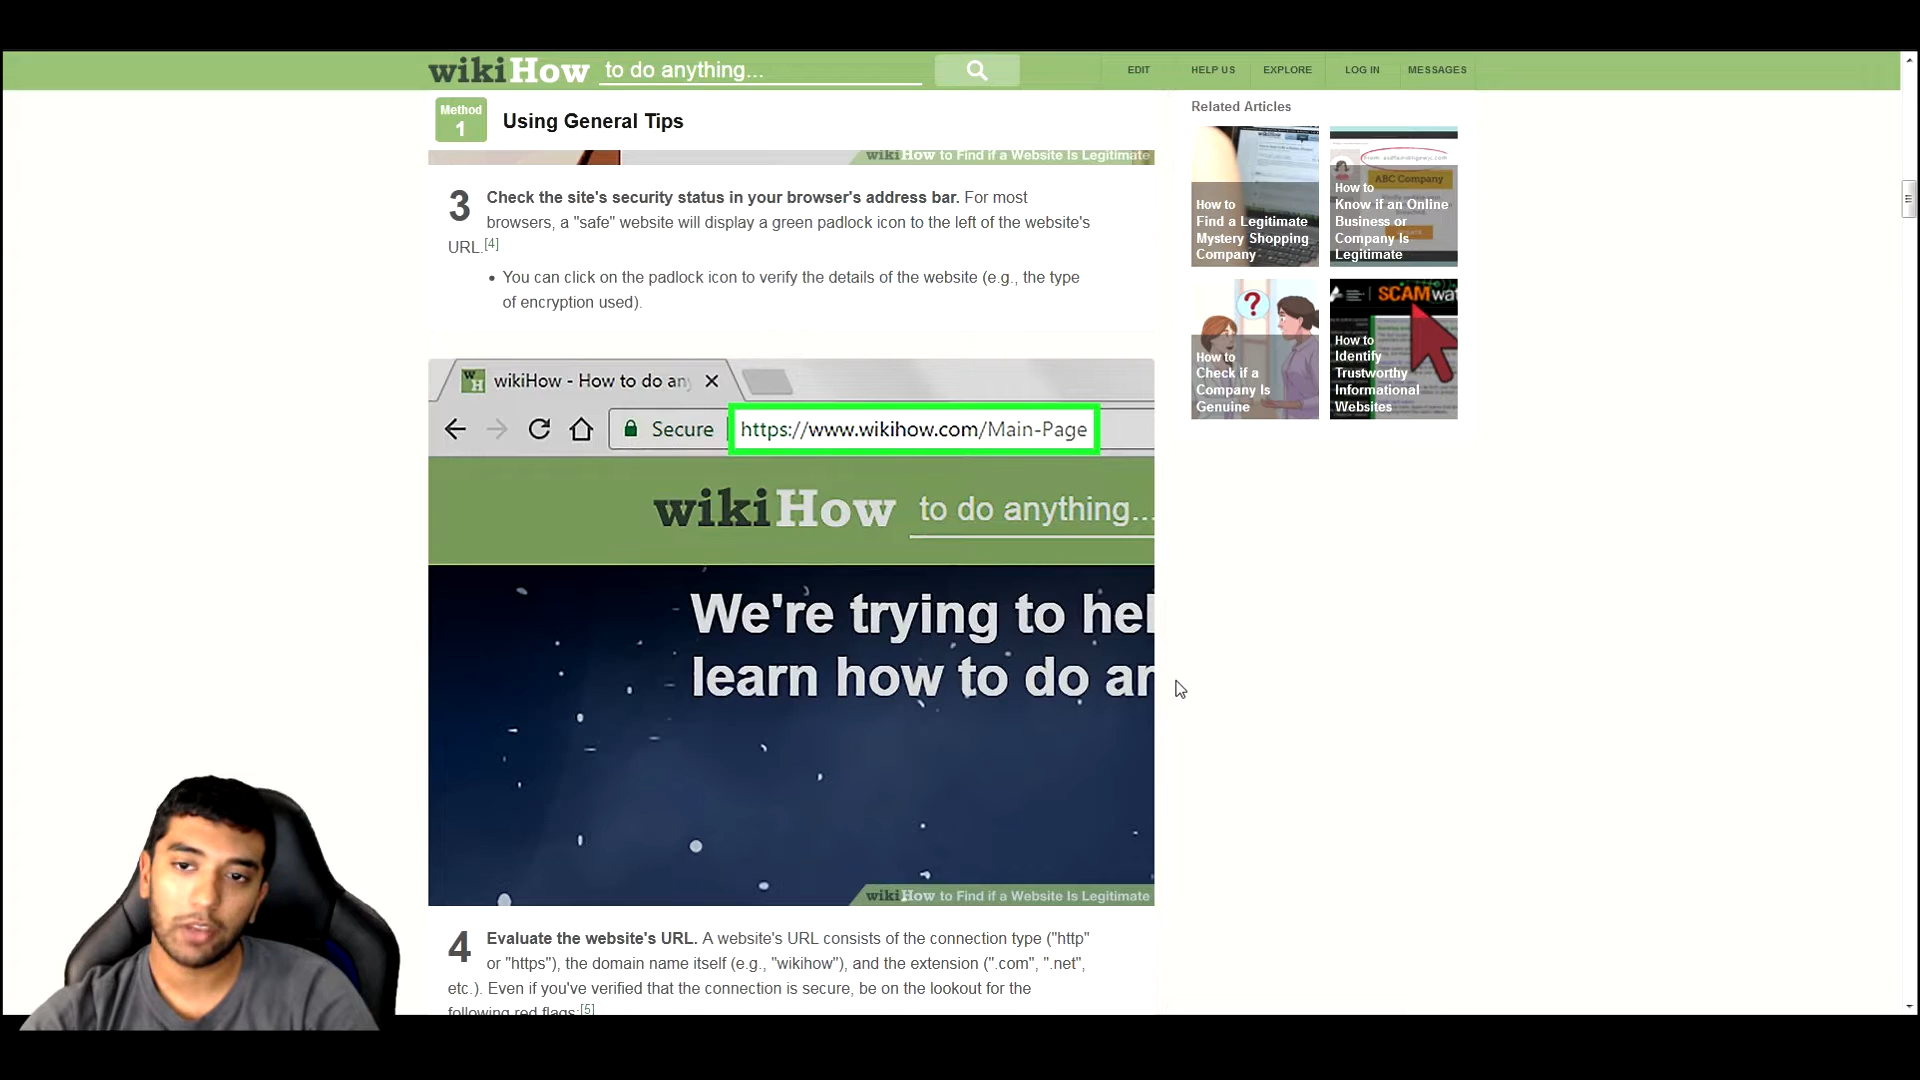 wikiHow to do anything...
EDIT
HELP US
EXPLORE
LOG IN
MESSAGES
Method
1
Using General Tips
wikiHow to Find if a Website Is Legitimate
3 Check the site's security status in your browser's address bar. For most
browsers, a "safe" website will display a green padlock icon to the left of the website's
URL.[4]
• You can click on the padlock icon to verify the details of the website (e.g., the type
of encryption used).
WH wikiHow - How to do any
Secure https://www.wikihow.com/Main-Page
wikiHow to do anything...
We're trying to hel
learn how to do an
wikiHow to Find if a Website Is Legitimate
4 Evaluate the website's URL. A website's URL consists of the connection type ("http"
or "https"), the domain name itself (e.g., "wikihow"), and the extension (".com", ".net",
etc.). Even if you've verified that the connection is secure, be on the lookout for the
following red flags:[5]
Related Articles
How to
Find a Legitimate
Mystery Shopping
Company
ABC Company
How to
Know if an Online
Business or
Company Is
Legitimate
?
How to
Check if a
Company Is
Genuine
SCAMwat
How to
Identify
Trustworthy
Informational
Websites